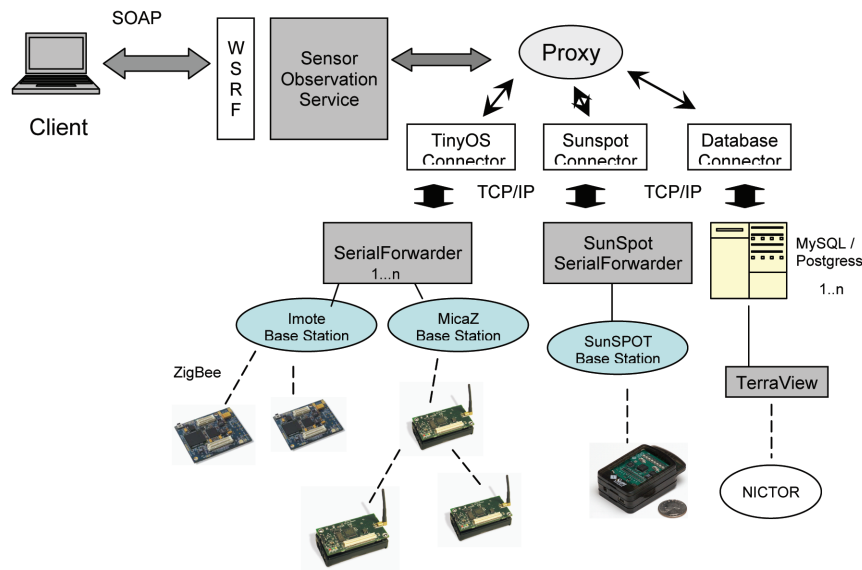 SOAP
Client
W
S
R
F
Sensor
Observation
Service
Proxy
TinyOS
Connector
Sunspot
Connector
Database
Connector
TCP/IP
TCP/IP
SerialForwarder
1...n
SunSpot
SerialForwarder
MySQL /
Postgress
1..n
Imote
Base Station
MicaZ
Base Station
SunSPOT
Base Station
ZigBee
TerraView
NICTOR